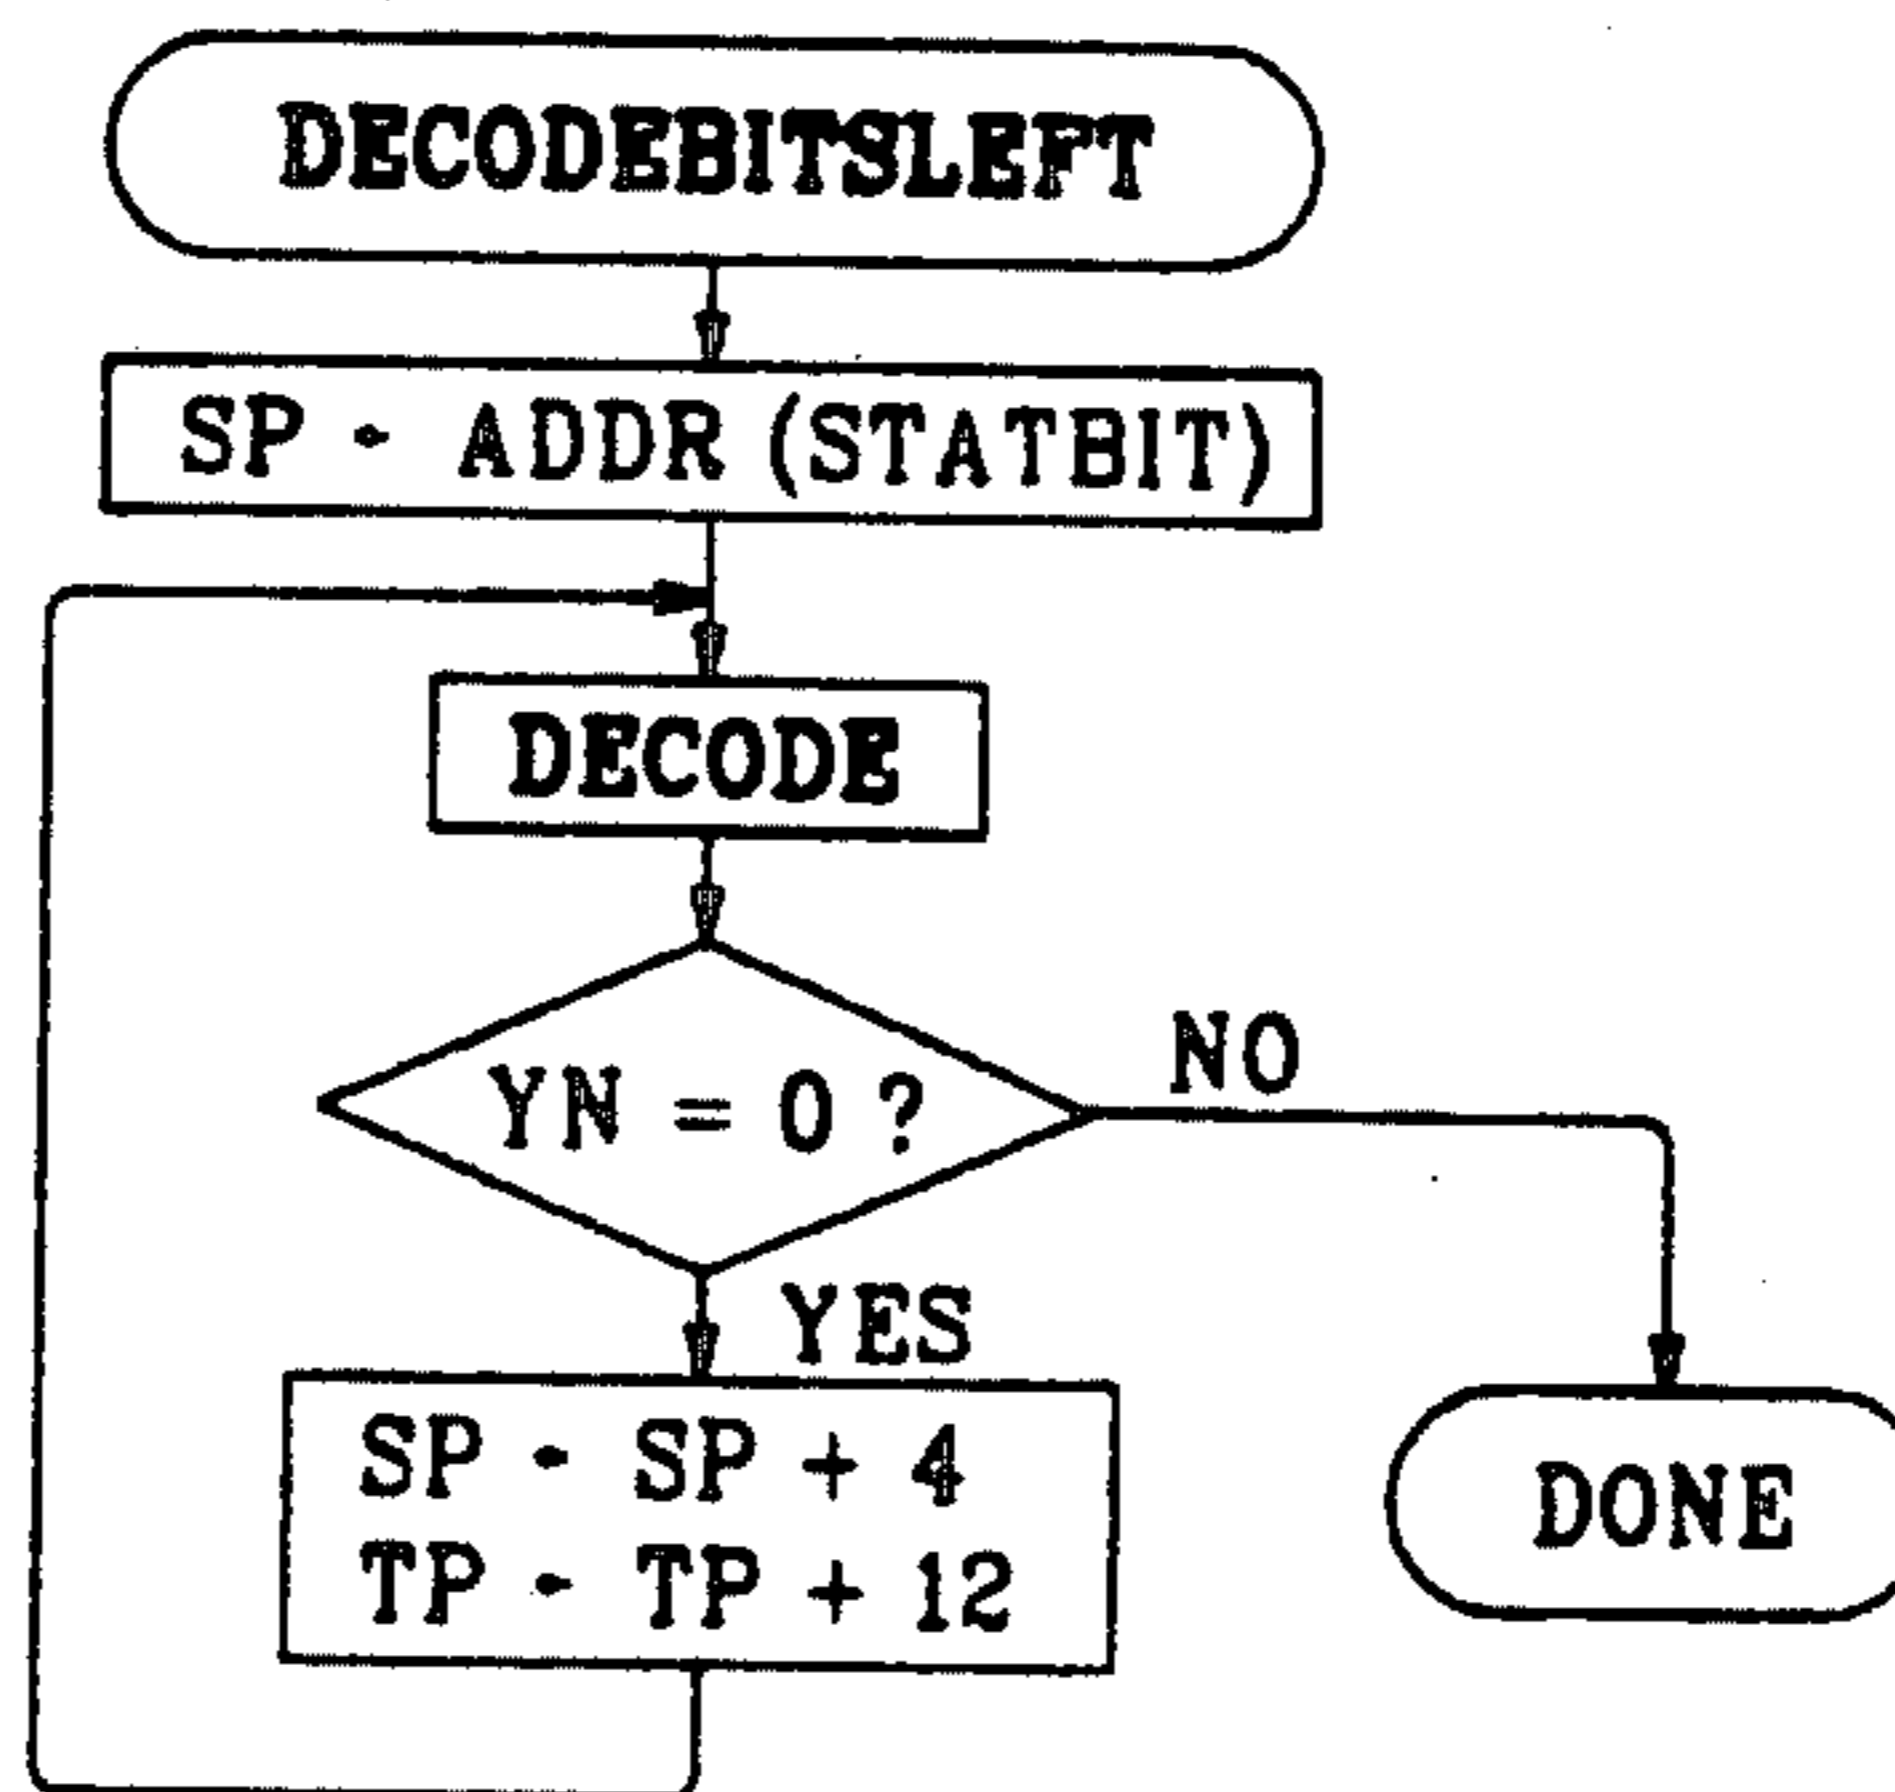 DECODEBITSLEFT
SP ← ADDR (STATBIT)
DECODE
YN = 0 ?
NO
YES
SP ← SP + 4
TP ← TP + 12
DONE